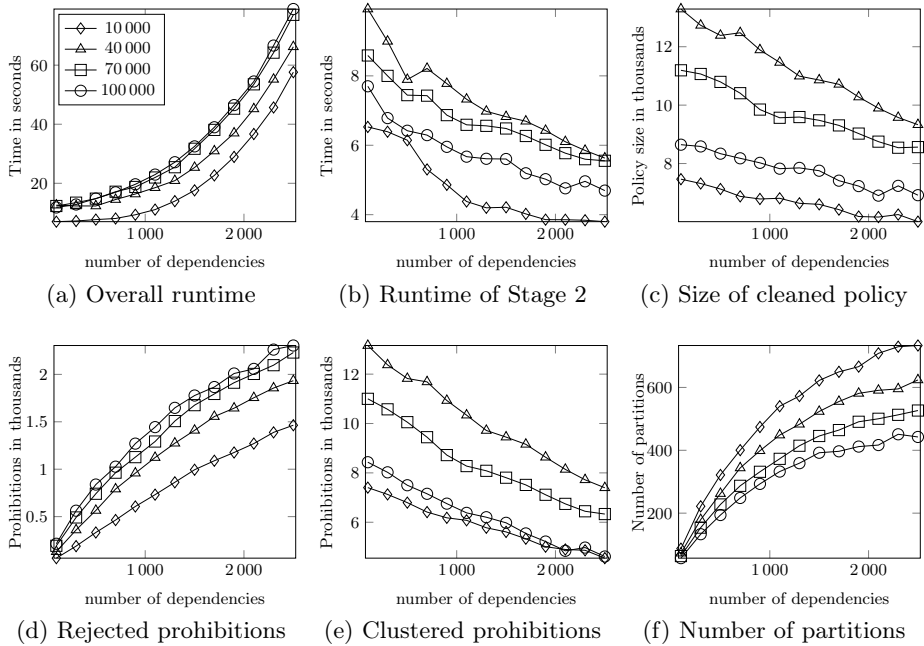 10 000
40 000
70 000
100 000
Time in seconds
60
40
20
1 000
2 000
number of dependencies
(a) Overall runtime
Time in seconds
8
6
4
1 000
2 000
number of dependencies
(b) Runtime of Stage 2
Policy size in thousands
12
10
8
1 000
2 000
number of dependencies
(c) Size of cleaned policy
Prohibitions in thousands
2
1.5
1
0.5
1 000
2 000
number of dependencies
(d) Rejected prohibitions
Prohibitions in thousands
12
10
8
6
1 000
2 000
number of dependencies
(e) Clustered prohibitions
Number of partitions
600
400
200
1 000
2 000
number of dependencies
(f) Number of partitions